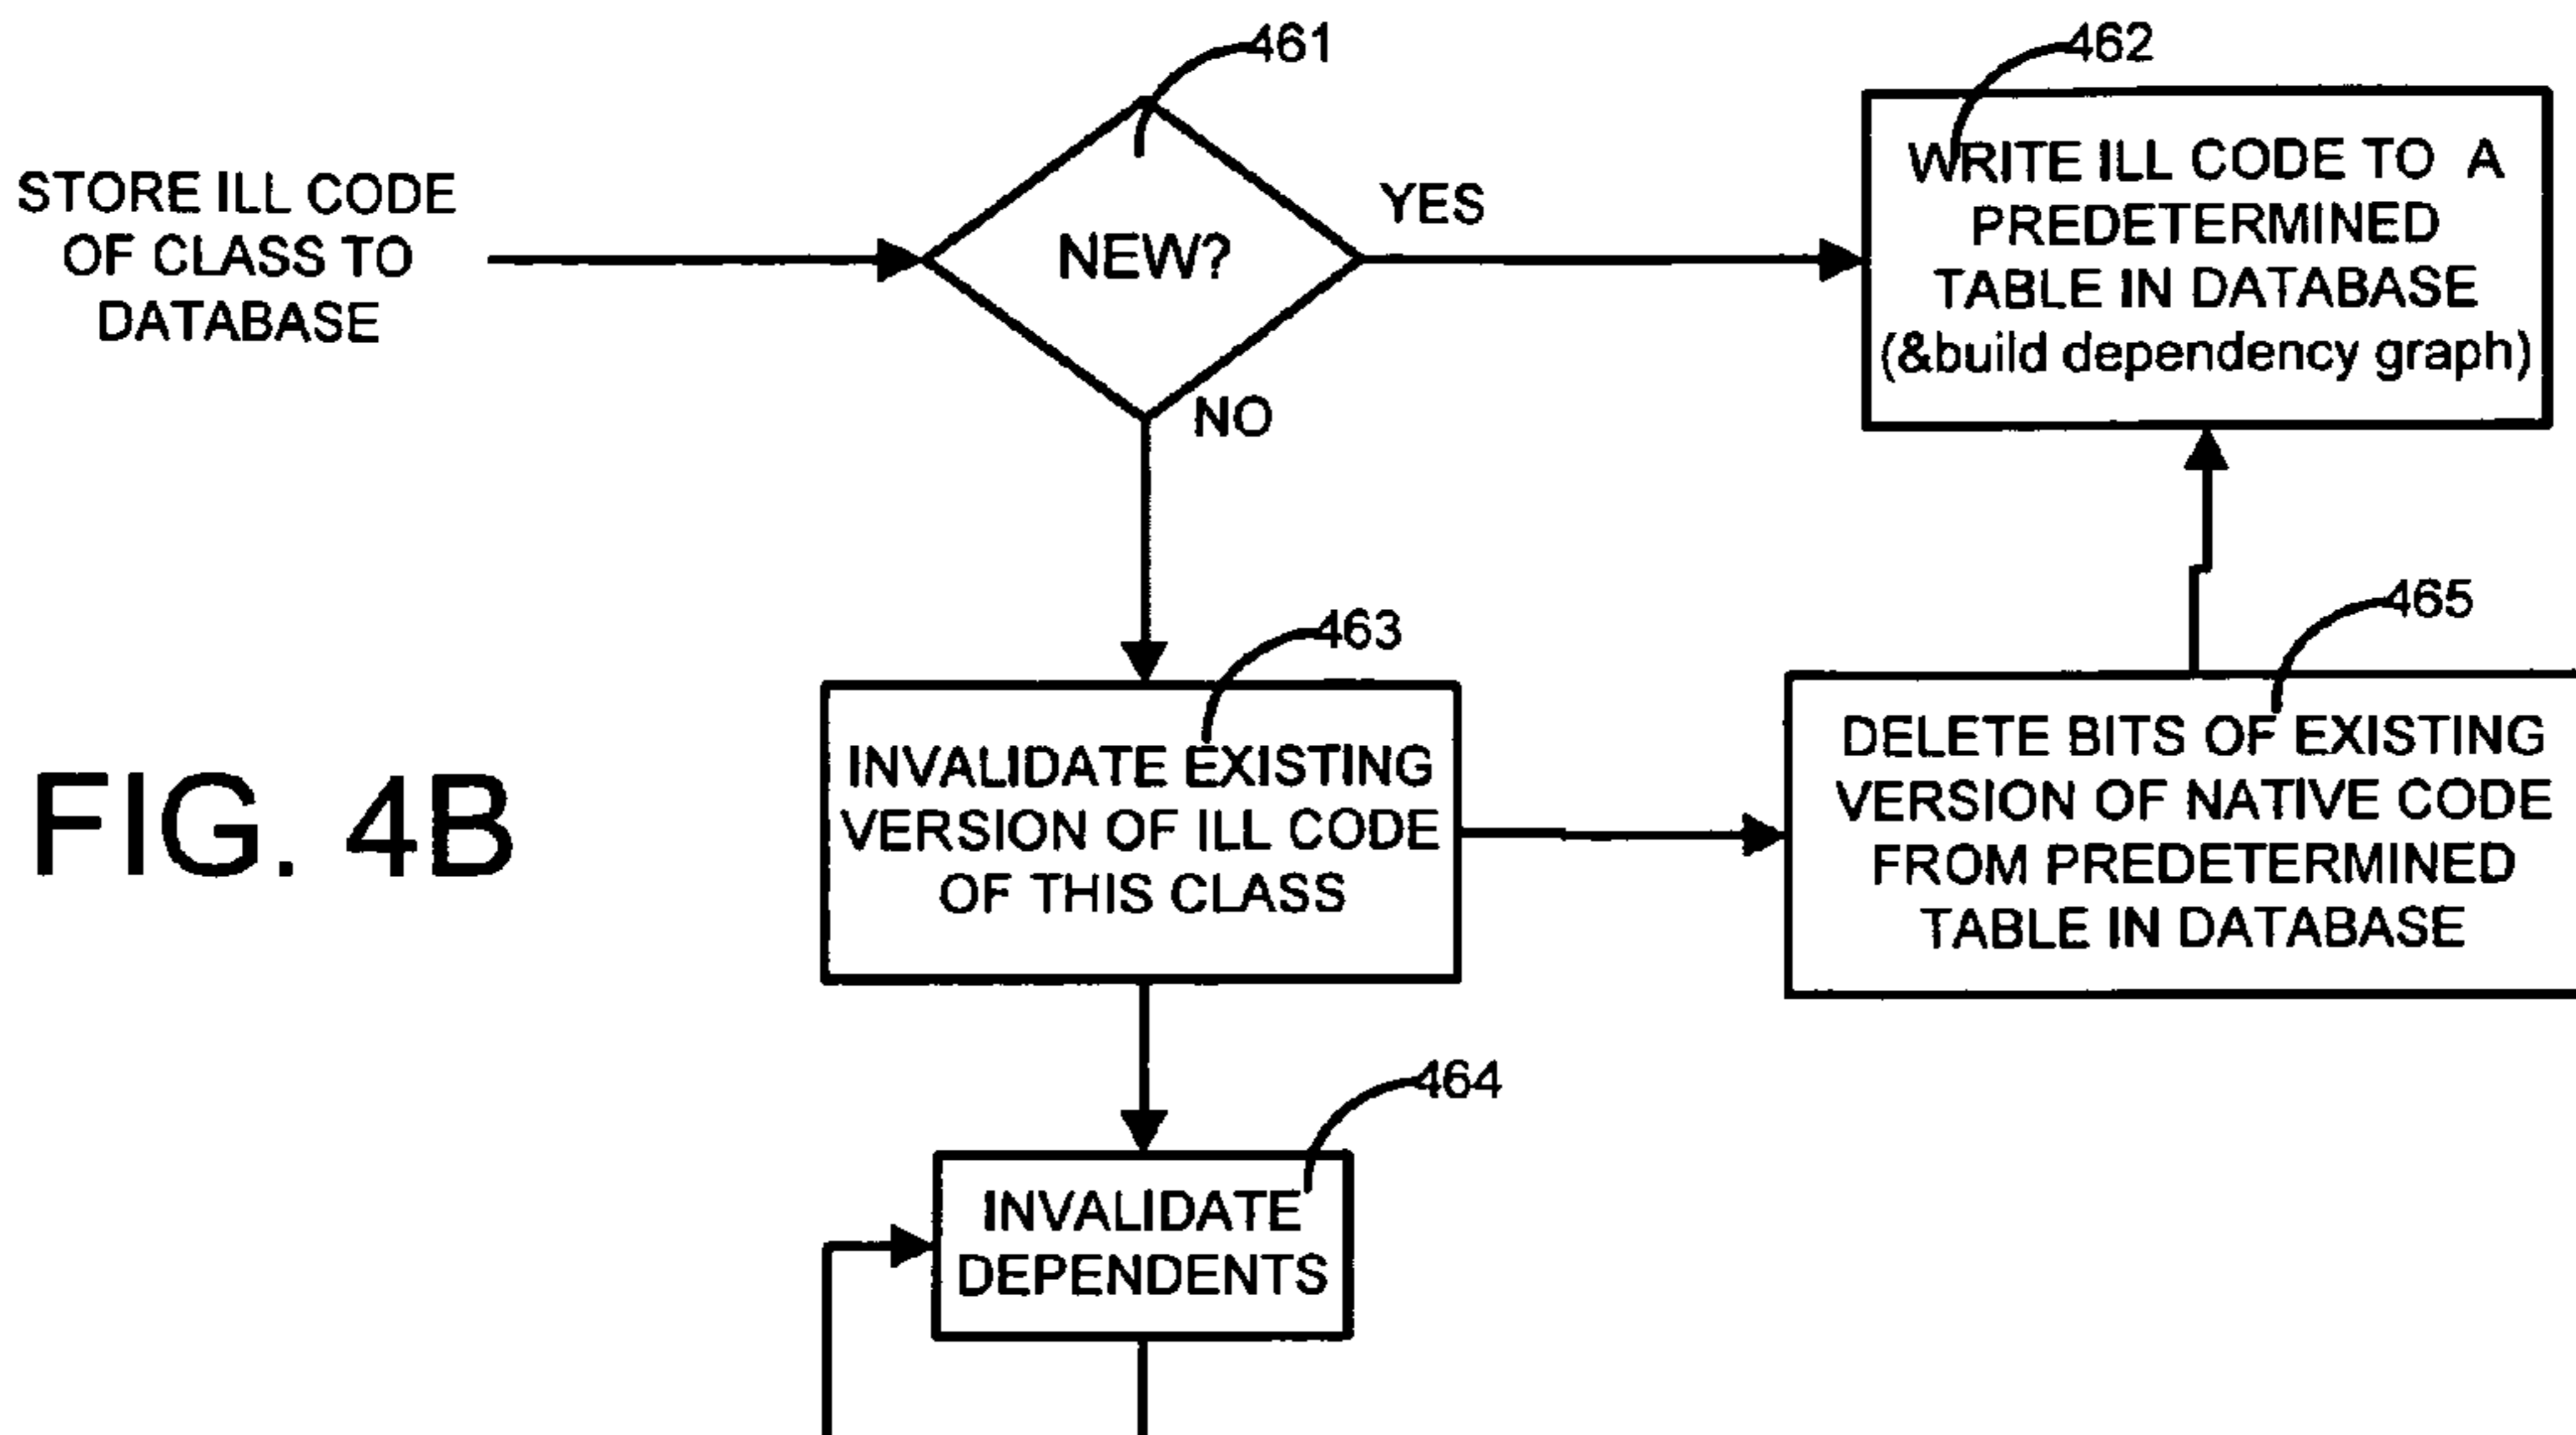 461
462
STORE ILL CODE
OF CLASS TO
DATABASE
NEW?
YES
NO
WRITE ILL CODE TO A
PREDETERMINED
TABLE IN DATABASE
(&build dependency graph)
463
465
FIG. 4B
INVALIDATE EXISTING
VERSION OF ILL CODE
OF THIS CLASS
DELETE BITS OF EXISTING
VERSION OF NATIVE CODE
FROM PREDETERMINED
TABLE IN DATABASE
464
INVALIDATE
DEPENDENTS